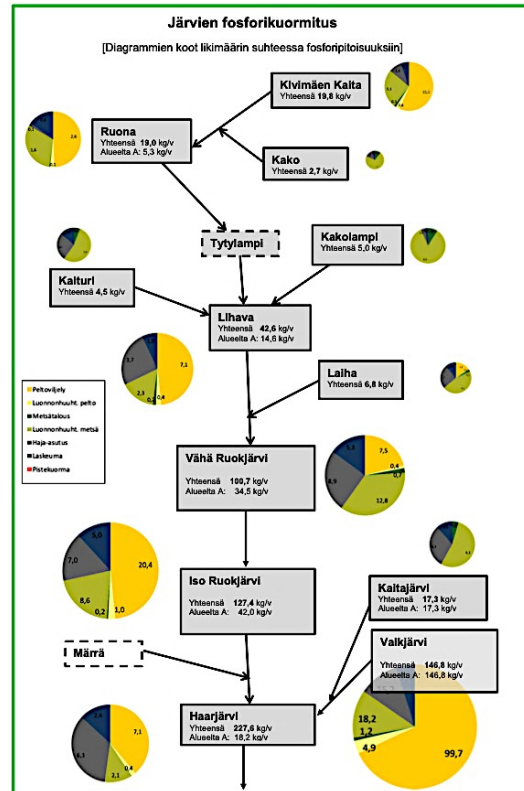 Järvien fosforikuormitus
[Diagrammien koot likimäärin suhteessa fosforipitoisuuksiin]
Kivimäen Kaita
Yhteensä 19,8 kg/v
Ruona
Yhteensä 19,0 kg/v
Alueelta A: 5,3 kg/v
2,6
Kako
Yhteensä 2,7 kg/v
Tytylampi
Kakolampi
Yhteensä 5,0 kg/v
Kaituri
Yhteensä 4,5 kg/v
Lihava
Yhteensä 42,6 kg/v
Alueelta A: 14,6 kg/v
3,7
7,1
2,3
0,2
0,4
Laiha
Yhteensä 6,8 kg/v
Peltoviljely
Luonnonhuuht. pelto
Metsätalous
Luonnonhuuht. metsä
Haja-asutus
Laskeuma
Pistekuorma
Vähä Ruokjärvi
Yhteensä 100,7 kg/v
Alueelta A: 34,5 kg/v
7,5
0,4
0,7
12,8
8,9
5,0
7,0
20,4
8,6
0,2
1,0
Iso Ruokjärvi
Yhteensä 127,4 kg/v
Alueelta A: 42,0 kg/v
Kaitajärvi
Yhteensä 17,3 kg/v
Alueelta A: 17,3 kg/v
Märrä
Valkjärvi
Yhteensä 146,8 kg/v
Alueelta A: 146,8 kg/v
Haarjärvi
Yhteensä 227,6 kg/v
Alueelta A: 18,2 kg/v
7,1
6,3
2,1
0,4
18,2
1,2
4,9
99,7